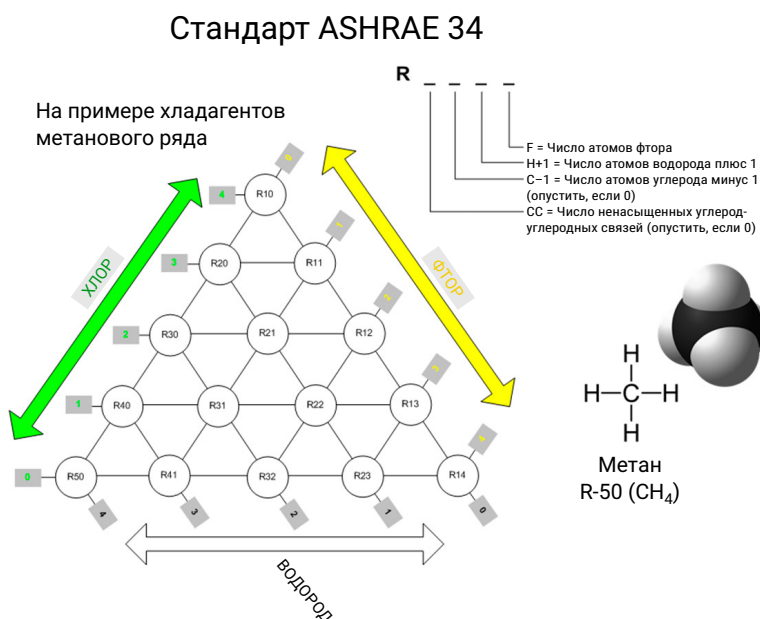 Стандарт ASHRAE 34
R _ _ _ _
На примере хладагентов
метанового ряда
F = Число атомов фтора
H+1 = Число атомов водорода плюс 1
C−1 = Число атомов углерода минус 1
(опустить, если 0)
CC = Число ненасыщенных углерод-
углеродных связей (опустить, если 0)
ХЛОР
ФТОР
0
4 R10
1
3 R20 R11
2
2 R30 R21 R12
3
1 R40 R31 R22 R13
4
0 R50 R41 R32 R23 R14
4 3 2 1 0
ВОДОРОД
H
H C H
H
Метан
R-50 (CH₄)